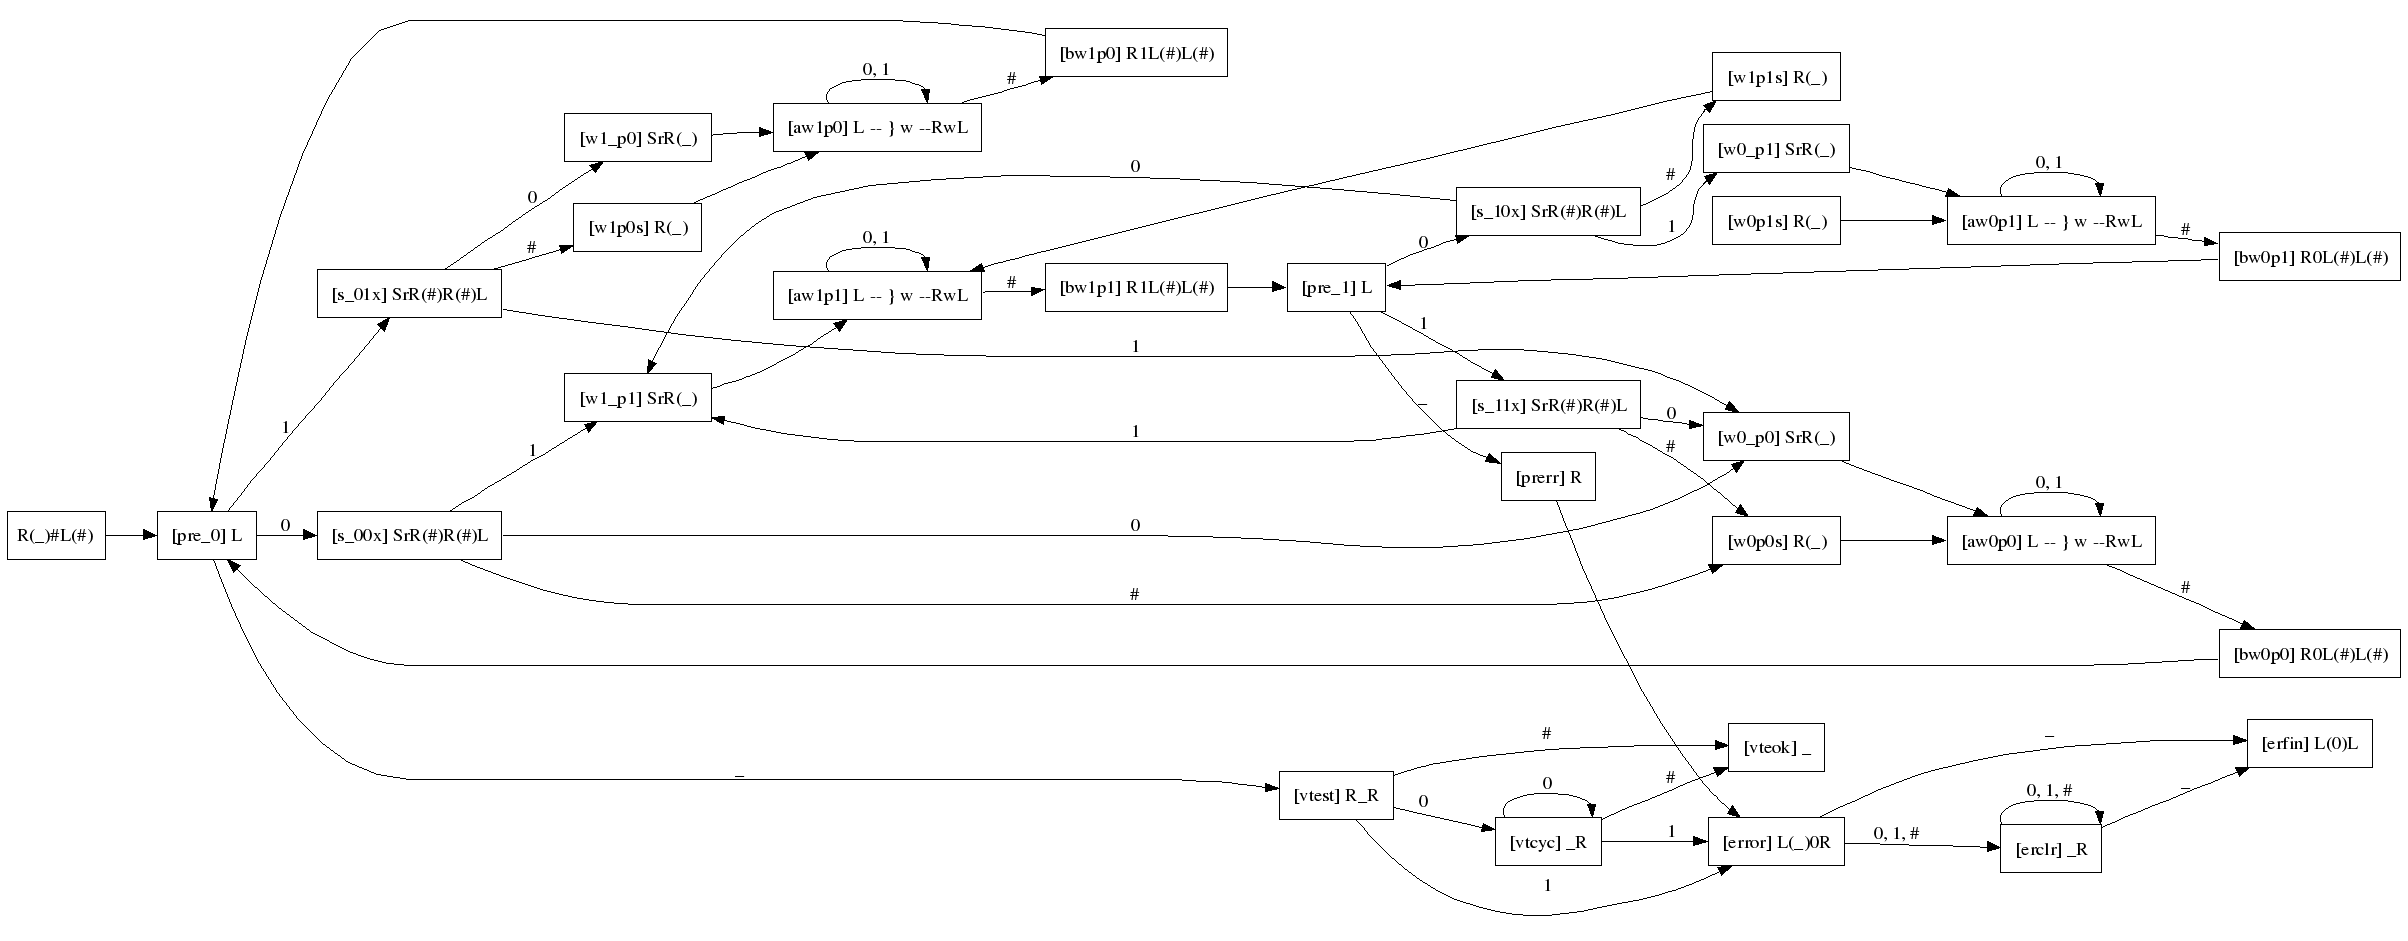 [bw1p0] R1L(#)L(#)
0, 1
#
[w1p1s] R(_)
[w1_p0] SrR(_)
[aw1p0] L -- } w --RwL
[w0_p1] SrR(_)
0
#
0, 1
0
[s_10x] SrR(#)R(#)L
1
[w0p1s] R(_)
[aw0p1] L -- } w --RwL
#
[w1p0s] R(_)
#
0, 1
0
[bw0p1] R0L(#)L(#)
[s_01x] SrR(#)R(#)L
[aw1p1] L -- } w --RwL
#
[bw1p1] R1L(#)L(#)
[pre_1] L
1
1
[w1_p1] SrR(_)
_
[s_11x] SrR(#)R(#)L
0
[w0_p0] SrR(_)
1
1
1
#
[prerr] R
0, 1
R(_)#L(#)
[pre_0] L
0
[s_00x] SrR(#)R(#)L
0
[w0p0s] R(_)
[aw0p0] L -- } w --RwL
#
#
[bw0p0] R0L(#)L(#)
_
[vtest] R_R
#
[vteok] _
_
[erfin] L(0)L
0
0
#
1
[vtcyc] _R
1
[error] L(_)0R
0, 1, #
0, 1, #
[erclr] _R
_